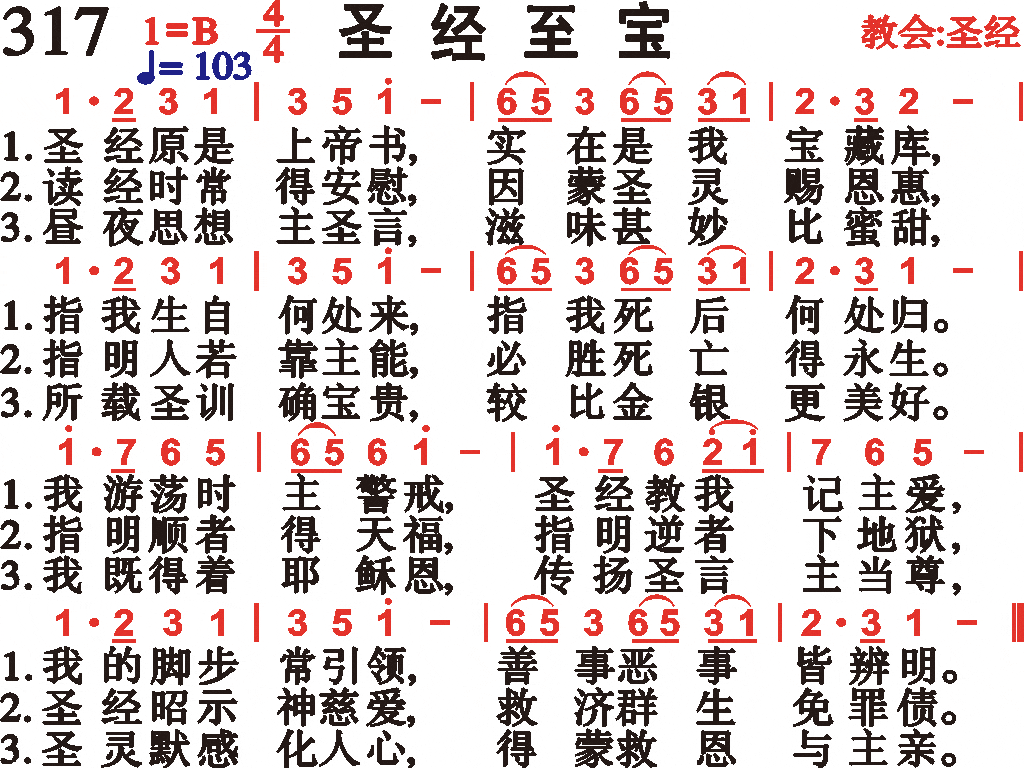 317 1=B 4/4 圣经至宝 教会:圣经
♩= 103
1·2 3 1 | 3 5 i – | 6 5 3 6 5 3 1 | 2·3 2 – |
1.圣经原是 上帝书, 实在是我 宝藏库,
2.读经时常 得安慰, 因蒙圣灵 赐恩惠,
3.昼夜思想 主圣言, 滋味甚妙 比蜜甜,
1·2 3 1 | 3 5 i – | 6 5 3 6 5 3 1 | 2·3 1 – |
1.指我生自 何处来, 指我死后 何处归。
2.指明人若 靠主能, 必胜死亡 得永生。
3.所载圣训 确宝贵, 较比金银 更美好。
i·7 6 5 | 6 5 6 i – | i·7 6 2̇ i | 7 6 5 – |
1.我游荡时 主警戒, 圣经教我 记主爱,
2.指明顺者 得天福, 指明逆者 下地狱,
3.我既得着 耶稣恩, 传扬圣言 主当尊,
1·2 3 1 | 3 5 i – | 6 5 3 6 5 3 1 | 2·3 1 – ‖
1.我的脚步 常引领, 善事恶事 皆辨明。
2.圣经昭示 神慈爱, 救济群生 免罪债。
3.圣灵默感 化人心, 得蒙救恩 与主亲。